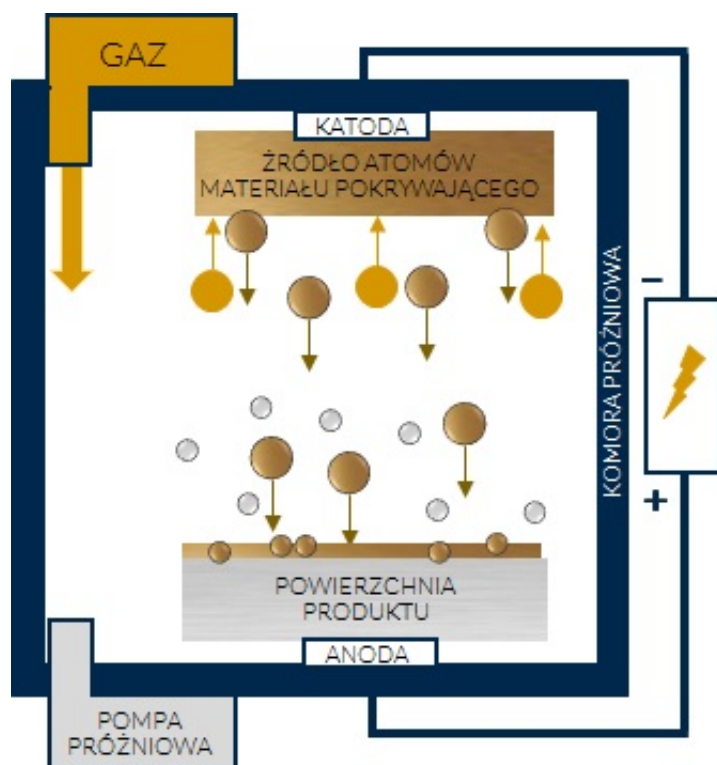 GAZ
KATODA
ŹRÓDŁO ATOMÓW
MATERIAŁU POKRYWAJĄCEGO
KOMORA PRÓŻNIOWA
–
+
POWIERZCHNIA
PRODUKTU
ANODA
POMPA
PRÓŻNIOWA